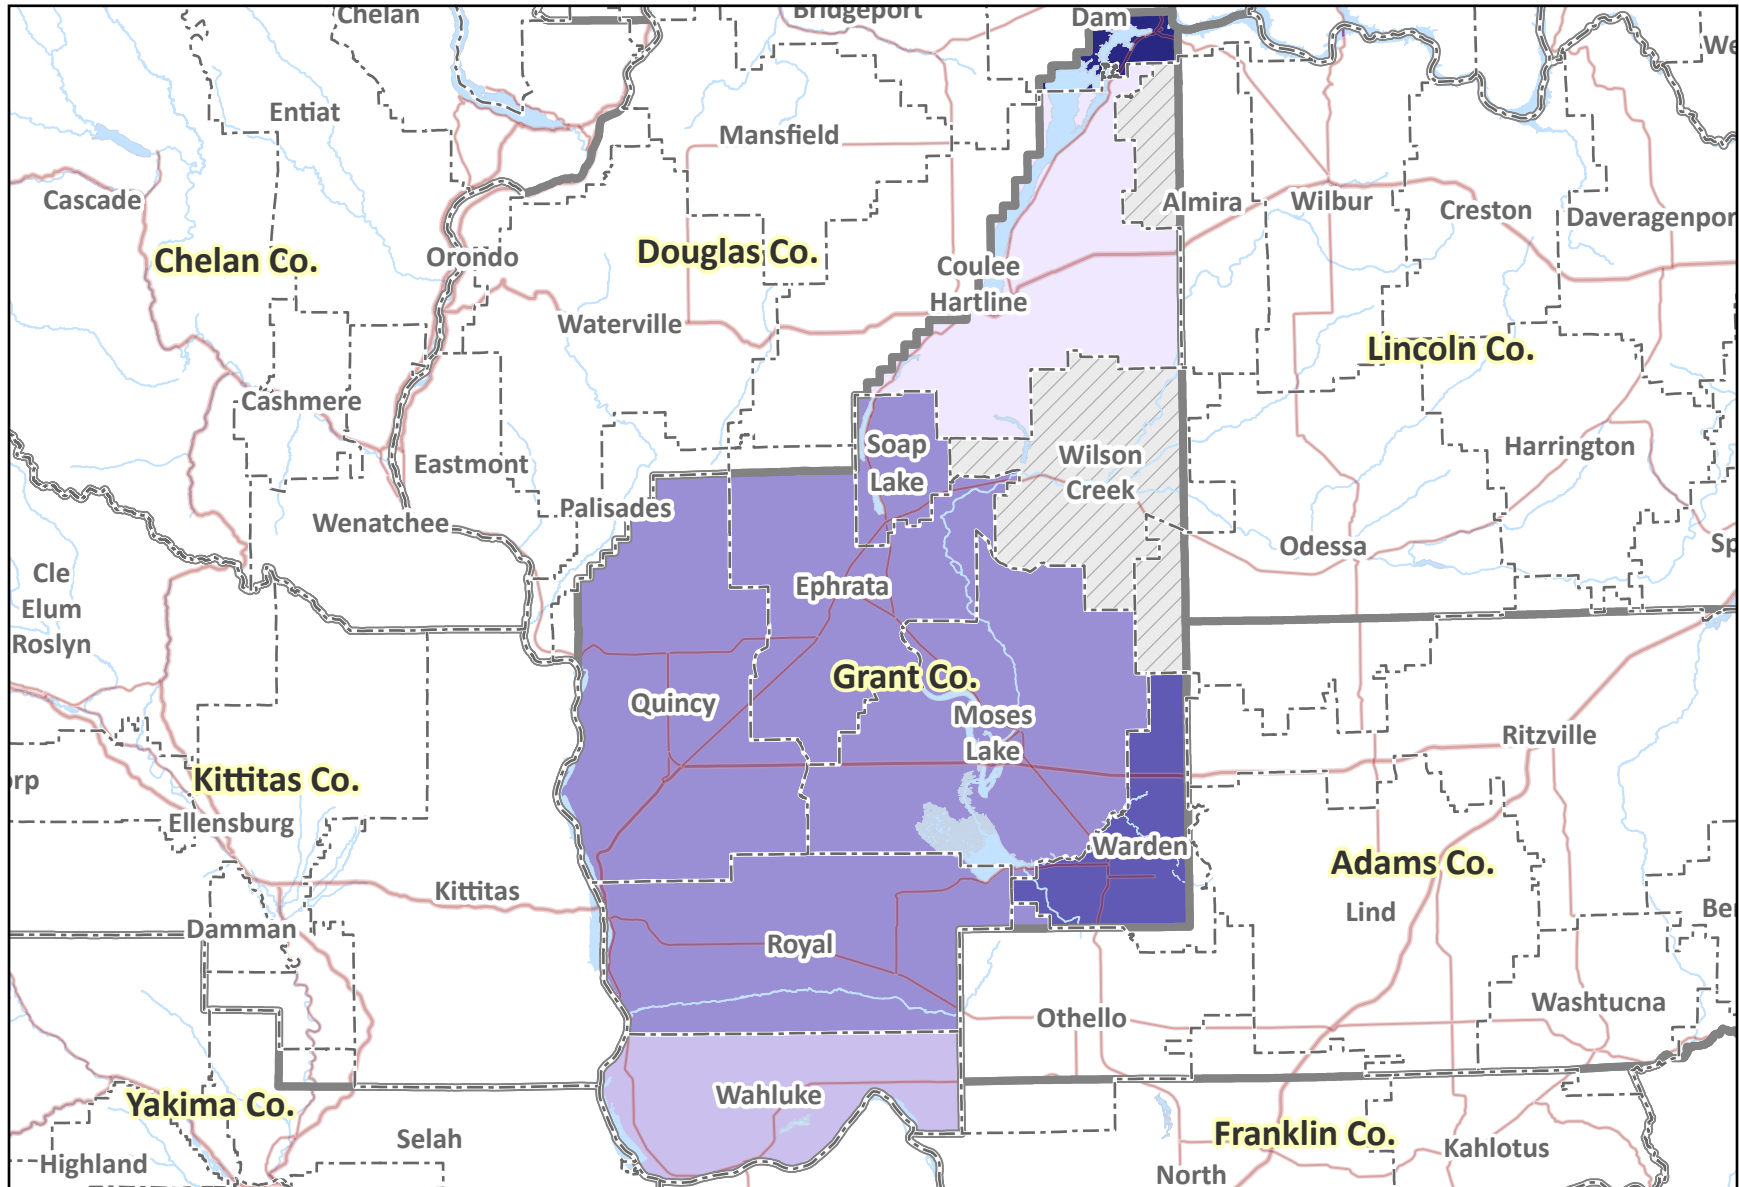 Chelan
Bridgeport
Dam
We
Entiat
Mansfield
Cascade
Almira
Wilbur
Creston
Daveragenpor
Chelan Co.
Orondo
Douglas Co.
Coulee
Hartline
Waterville
Lincoln Co.
Cashmere
Soap
Lake
Wilson
Creek
Harrington
Eastmont
Palisades
Wenatchee
Odessa
Sp
Cle
Elum
Roslyn
Ephrata
Grant Co.
Quincy
Moses
Lake
Ritzville
orp
Kittitas Co.
Ellensburg
Warden
Adams Co.
Kittitas
Lind
Ber
Damman
Royal
Othello
Washtucna
Yakima Co.
Wahluke
Selah
Franklin Co.
Kahlotus
Highland
North